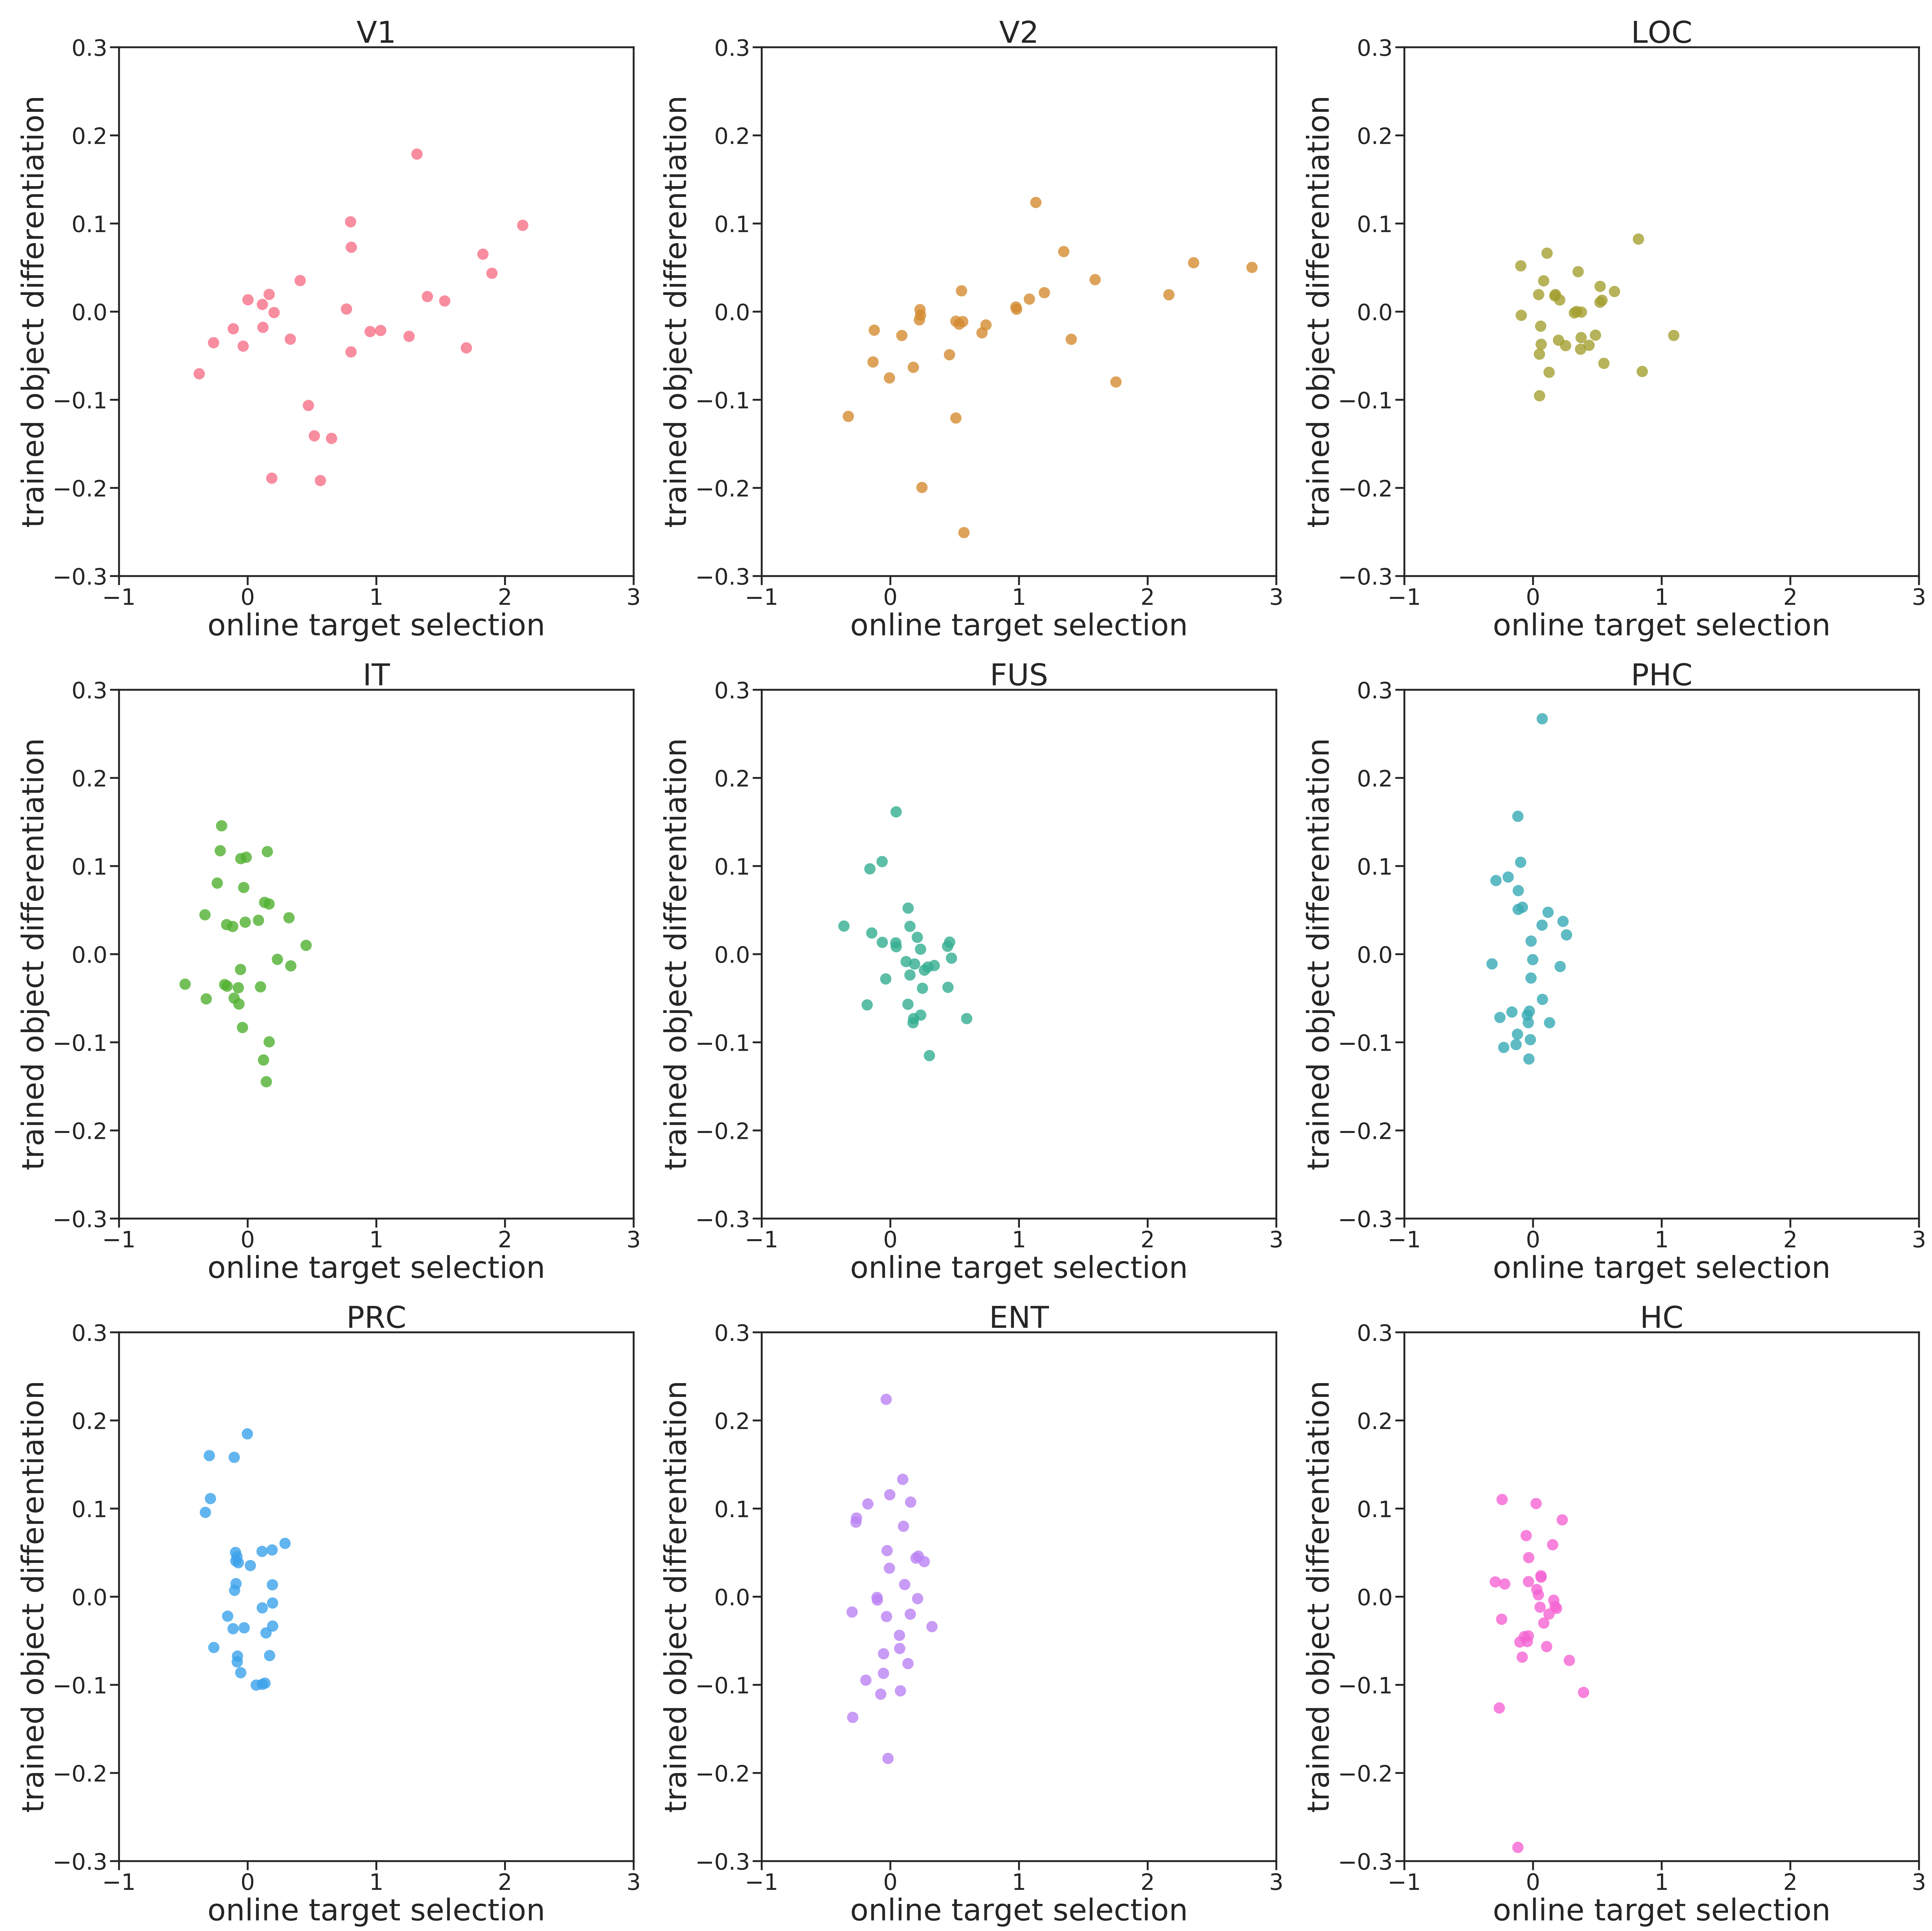 V1
0.3
0.2
0.1
0.0
−0.1
−0.2
−0.3
trained object differentiation
−1 0 1 2 3
online target selection
V2
0.3
0.2
0.1
0.0
−0.1
−0.2
−0.3
trained object differentiation
−1 0 1 2 3
online target selection
LOC
0.3
0.2
0.1
0.0
−0.1
−0.2
−0.3
trained object differentiation
−1 0 1 2 3
online target selection
IT
0.3
0.2
0.1
0.0
−0.1
−0.2
−0.3
trained object differentiation
−1 0 1 2 3
online target selection
FUS
0.3
0.2
0.1
0.0
−0.1
−0.2
−0.3
trained object differentiation
−1 0 1 2 3
online target selection
PHC
0.3
0.2
0.1
0.0
−0.1
−0.2
−0.3
trained object differentiation
−1 0 1 2 3
online target selection
PRC
0.3
0.2
0.1
0.0
−0.1
−0.2
−0.3
trained object differentiation
−1 0 1 2 3
online target selection
ENT
0.3
0.2
0.1
0.0
−0.1
−0.2
−0.3
trained object differentiation
−1 0 1 2 3
online target selection
HC
0.3
0.2
0.1
0.0
−0.1
−0.2
−0.3
trained object differentiation
−1 0 1 2 3
online target selection